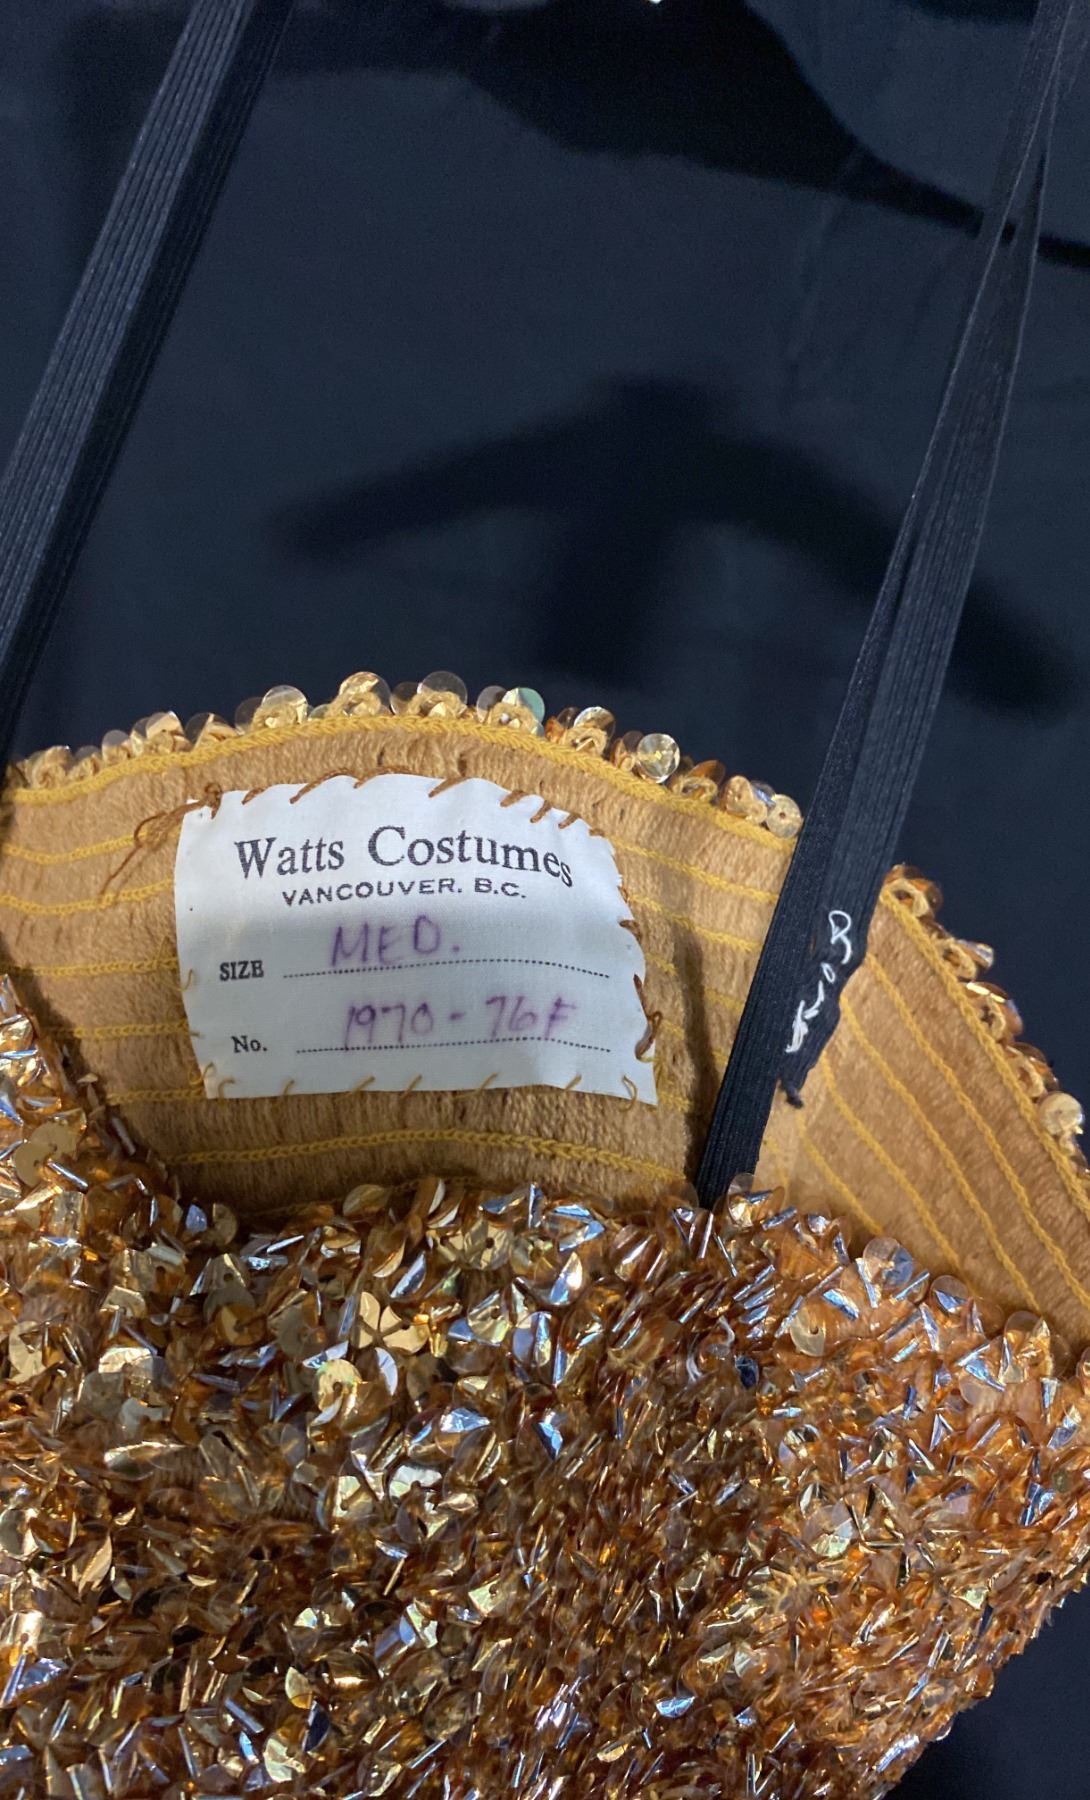 Watts Costumes
VANCOUVER. B.C.
SIZE MED.
No. 1970-76F